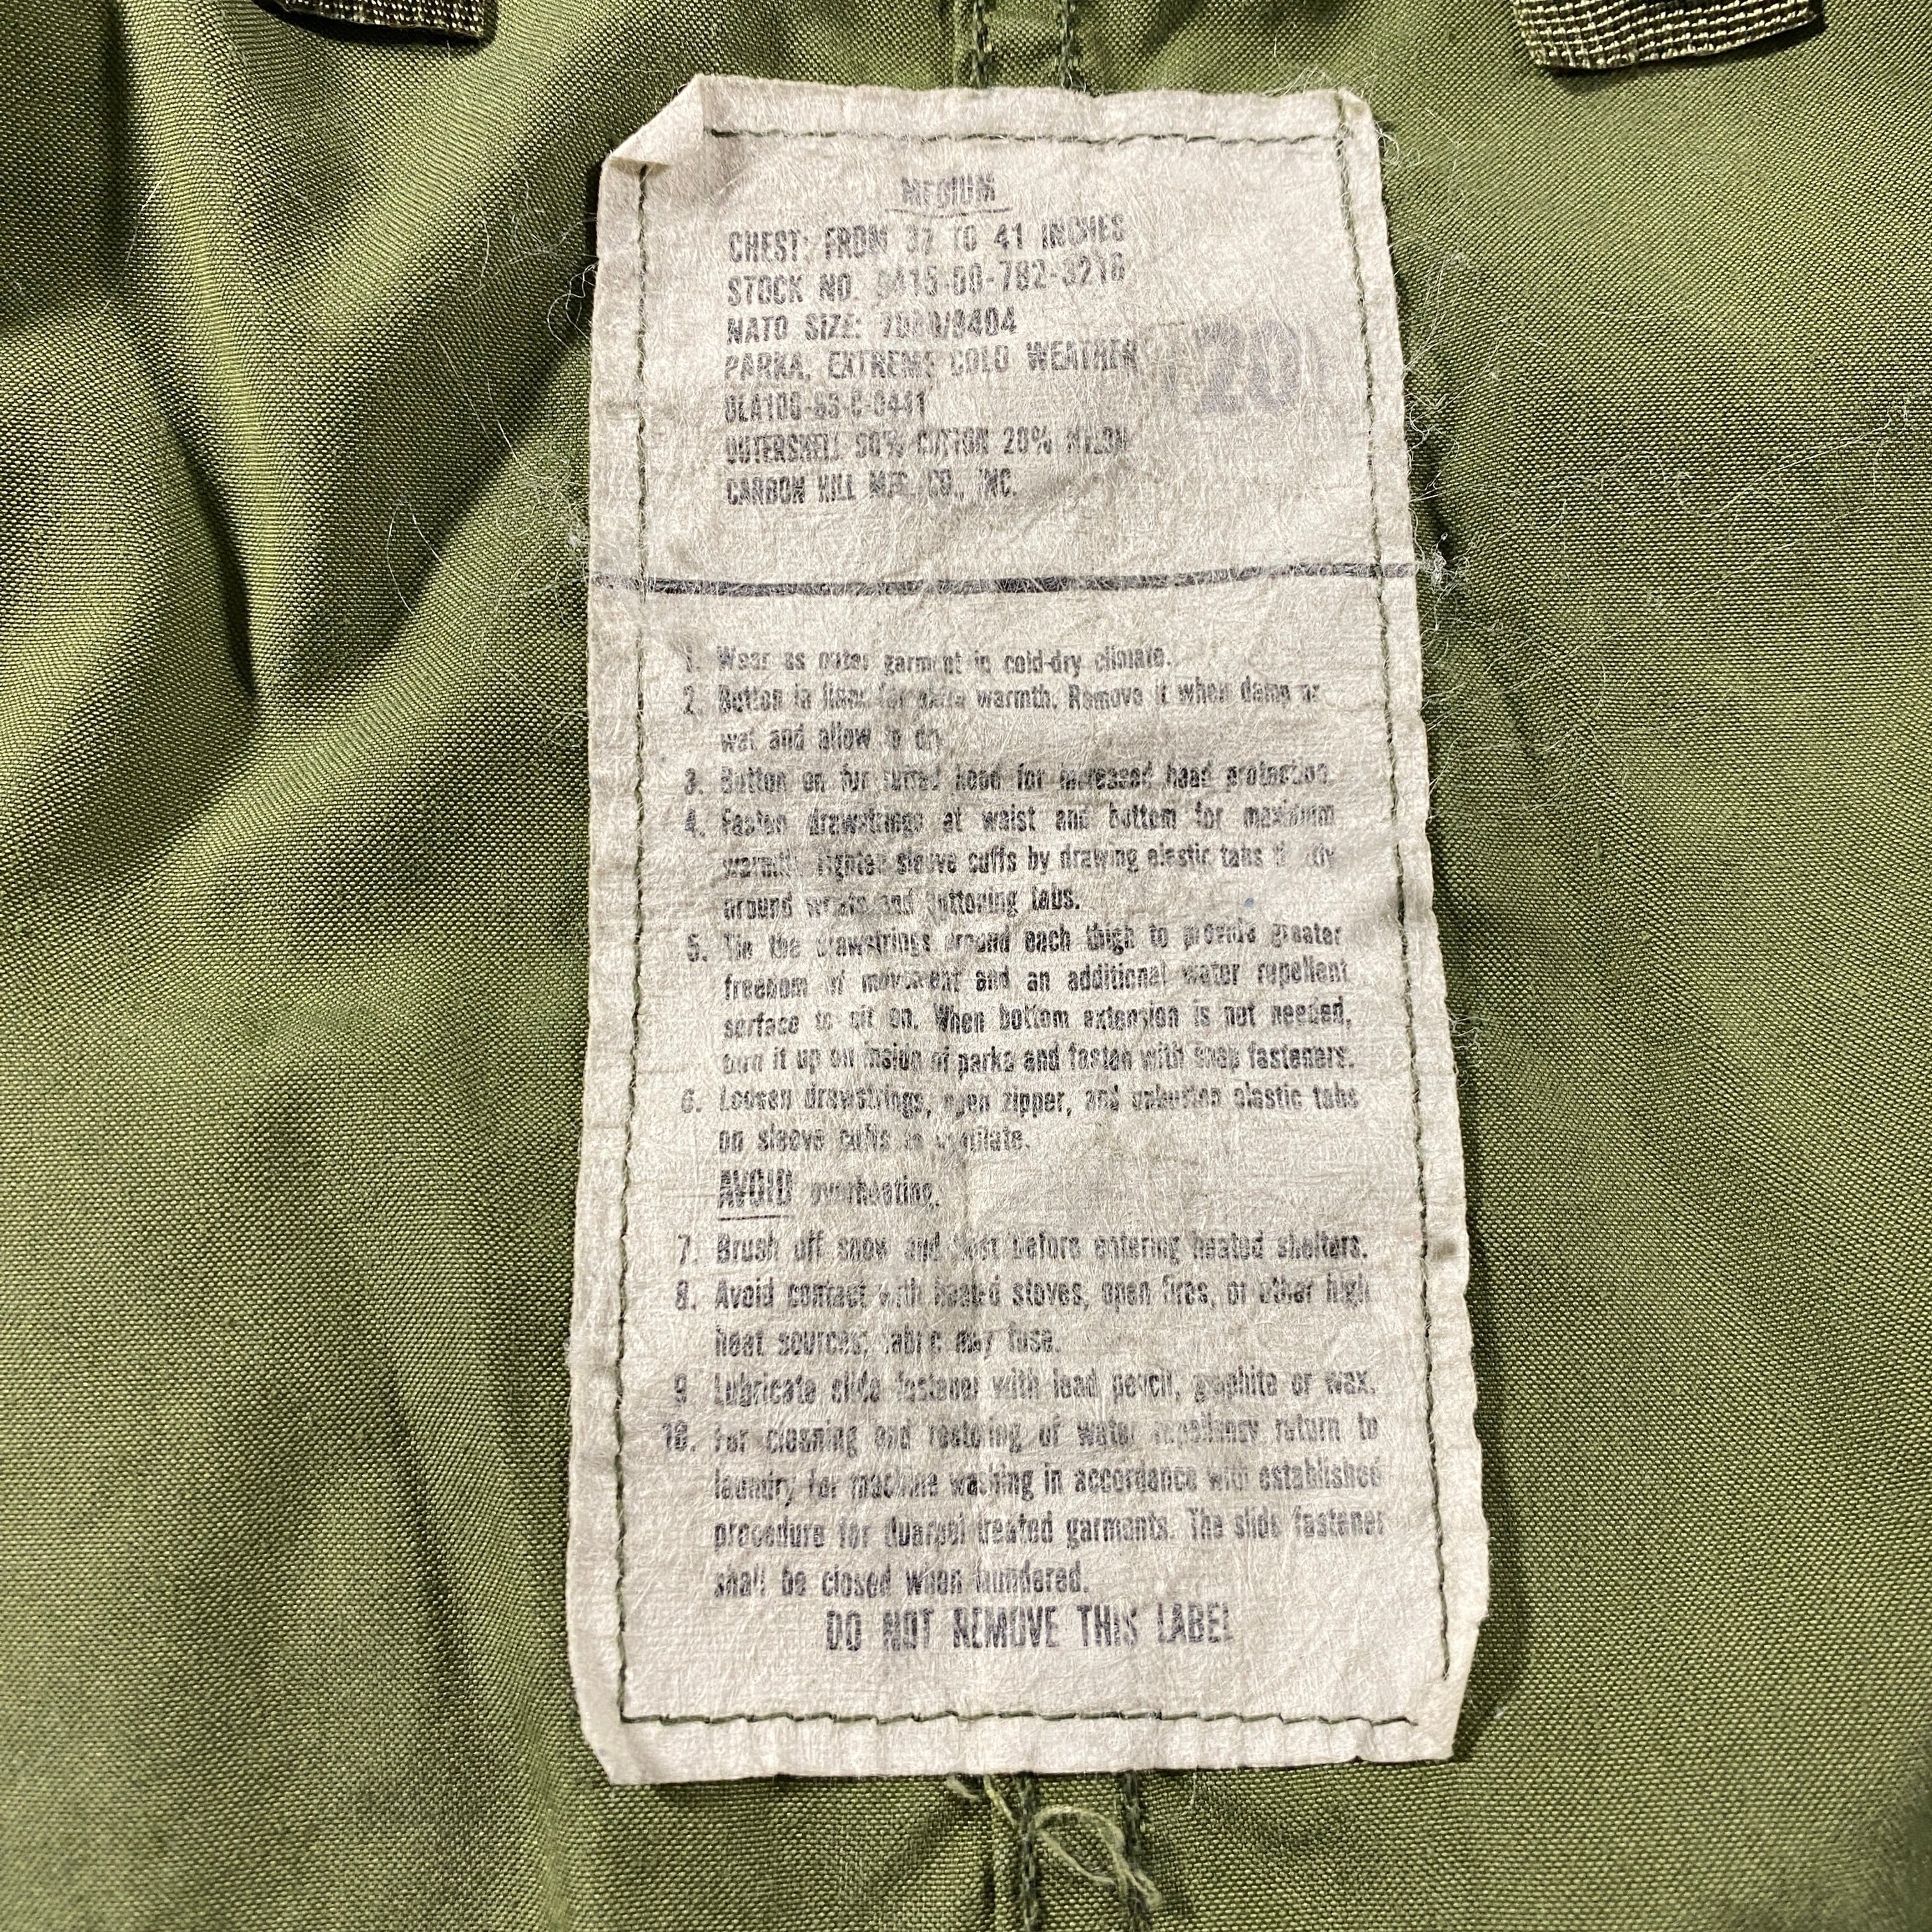 MEDIUM
CHEST: FROM 37 TO 41 INCHES
STOCK NO. 8415-00-782-3216
NATO SIZE:
PARKA, EXTREME COLD WEATHER
20
OUTERSHELL COTTON 20% NYLON
CARBON HILL MFG. CO., INC.
1. Wear as outer garment in cold-dry climate.
2. Button in liner for extra warmth. Remove it when damp or
wet and allow to dry
3. Button on fur ruffed hood for increased head protection.
4. Fasten drawstrings at waist and bottom for maximum
warmth. Tighten sleeve cuffs by drawing elastic tabs
around wrists and buttoning tabs.
5. Tie the drawstrings around each thigh to provide greater
freedom of movement and an additional water repellent
surface to sit on. When bottom extension is not needed,
turn it up on inside of parka and fasten with snap fasteners.
6. Loosen drawstrings, open zipper, and unbutton elastic tabs
on sleeve cuffs to ventilate.
AVOID overheating.
7. Brush off snow and frost before entering heated shelters.
8. Avoid contact with heated stoves, open fires, or other high
heat sources; fabric may fuse.
9 Lubricate slide fastener with lead pencil, graphite or wax.
10. For cleaning and restoring of water repellency return to
laundry for machine washing in accordance with established
procedure for Quarpel treated garments. The slide fastener
shall be closed when laundered.
DO NOT REMOVE THIS LABEL